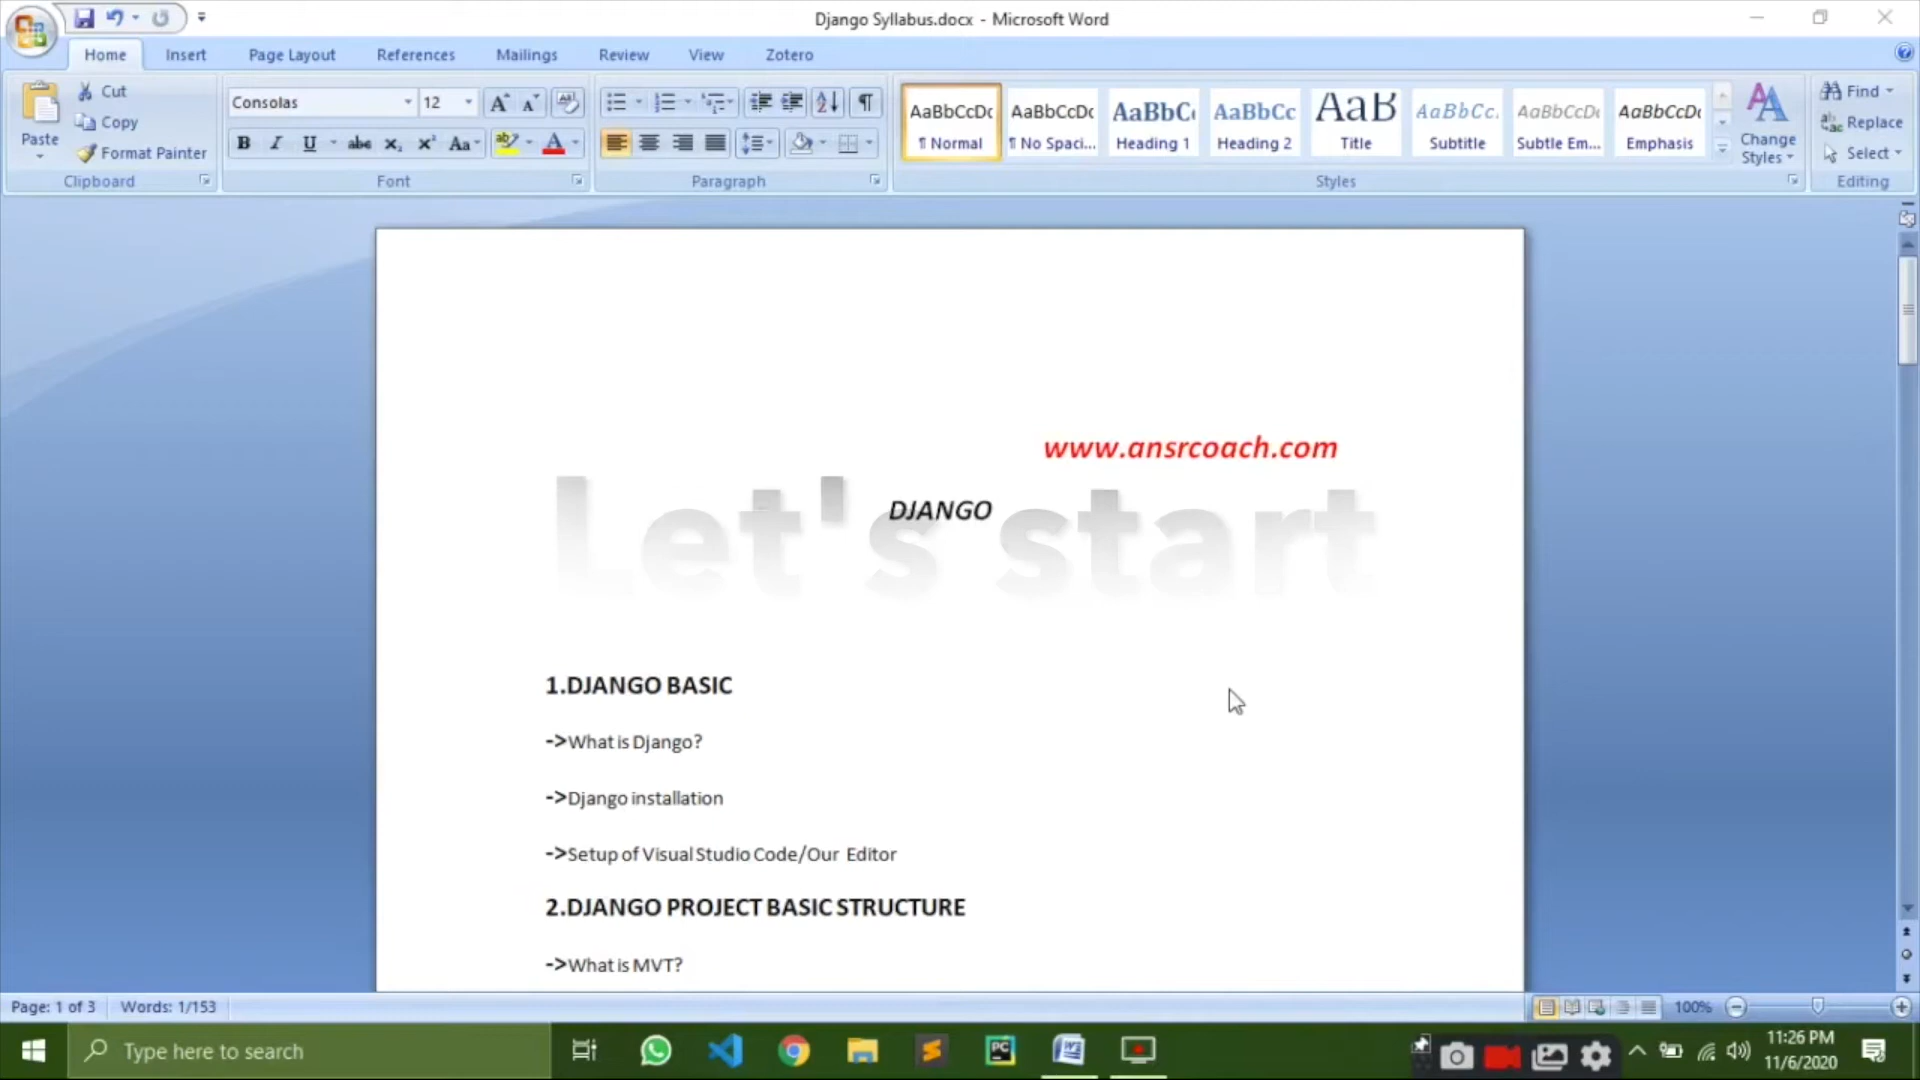 Django Syllabus.docx - Microsoft Word
Home Insert Page Layout References Mailings Review View Zotero
Paste
Cut
Copy
Format Painter
Clipboard
Consolas 12
Font
Paragraph
AaBbCcDc AaBbCcDc AaBbC AaBbCc AaB AaBbCc. AaBbCcDc AaBbCcDc
¶ Normal ¶ No Spaci... Heading 1 Heading 2 Title Subtitle Subtle Em... Emphasis
Change Styles
Styles
Find
Replace
Select
Editing
www.ansrcoach.com
DJANGO
Let's start
1.DJANGO BASIC
->What is Django?
->Django installation
->Setup of Visual Studio Code/Our Editor
2.DJANGO PROJECT BASIC STRUCTURE
->What is MVT?
Page: 1 of 3 Words: 1/153 100%
Type here to search
11:26 PM
11/6/2020